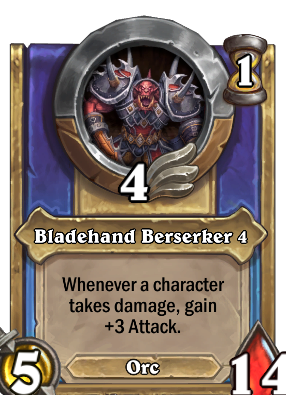 1
4
Bladehand Berserker 4
Whenever a character
takes damage, gain
+3 Attack.
5
Orc
14